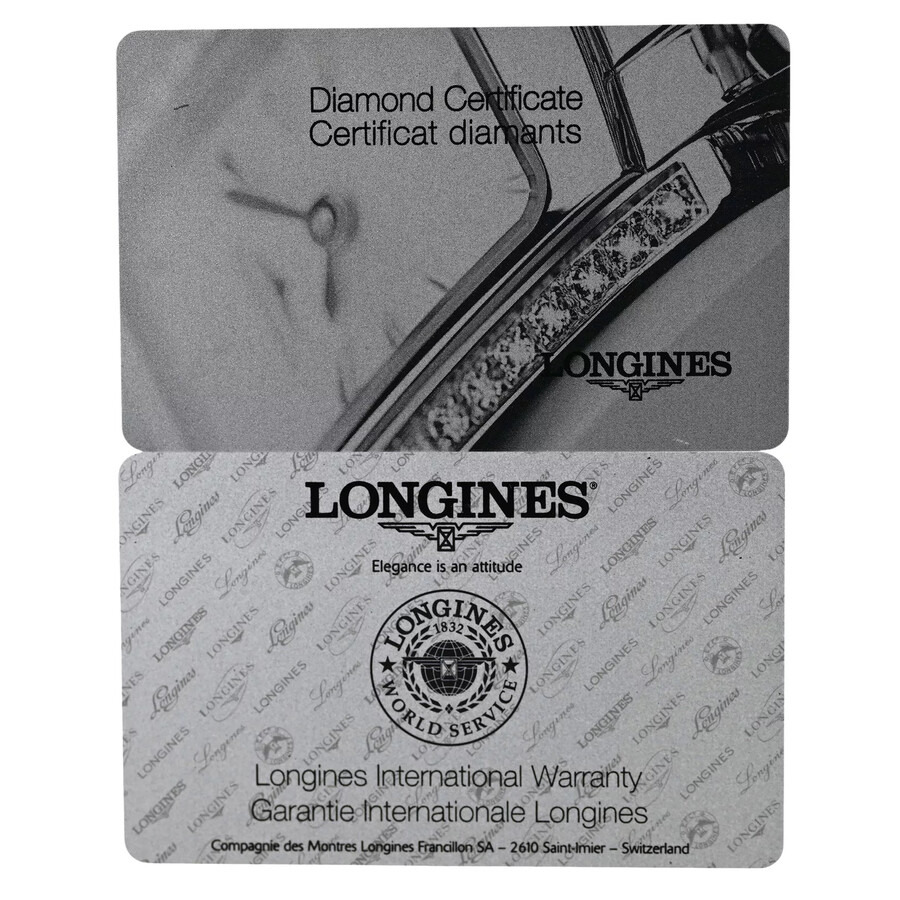 Diamond Certificate
Certificat diamants
LONGINES
LONGINES®
Elegance is an attitude
LONGINES
1832
WORLD SERVICE
Longines International Warranty
Garantie Internationale Longines
Compagnie des Montres Longines Francillon SA – 2610 Saint-Imier – Switzerland